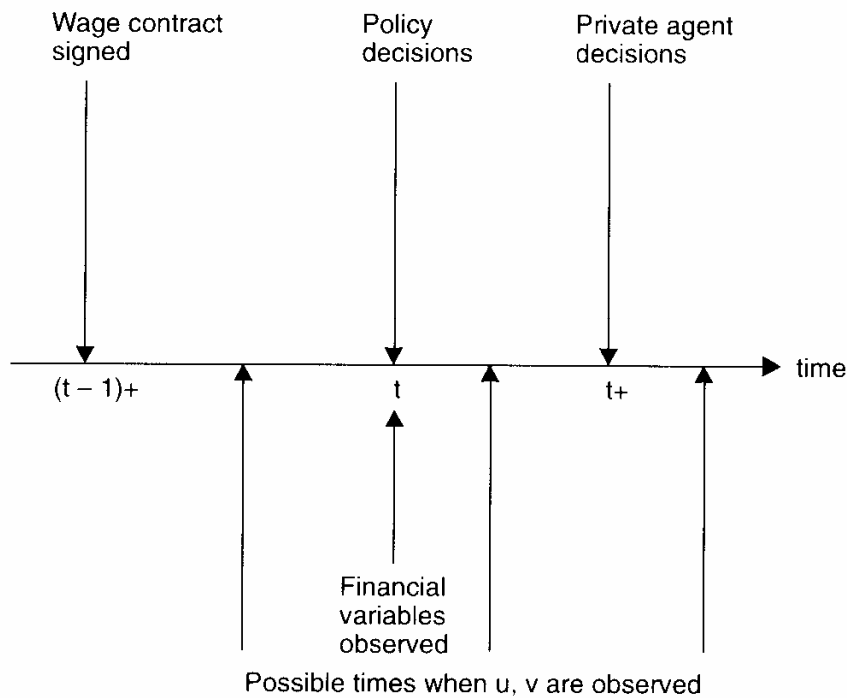 Wage contract
signed
Policy
decisions
Private agent
decisions
time
(t – 1)+
t
t+
Financial
variables
observed
Possible times when u, v are observed